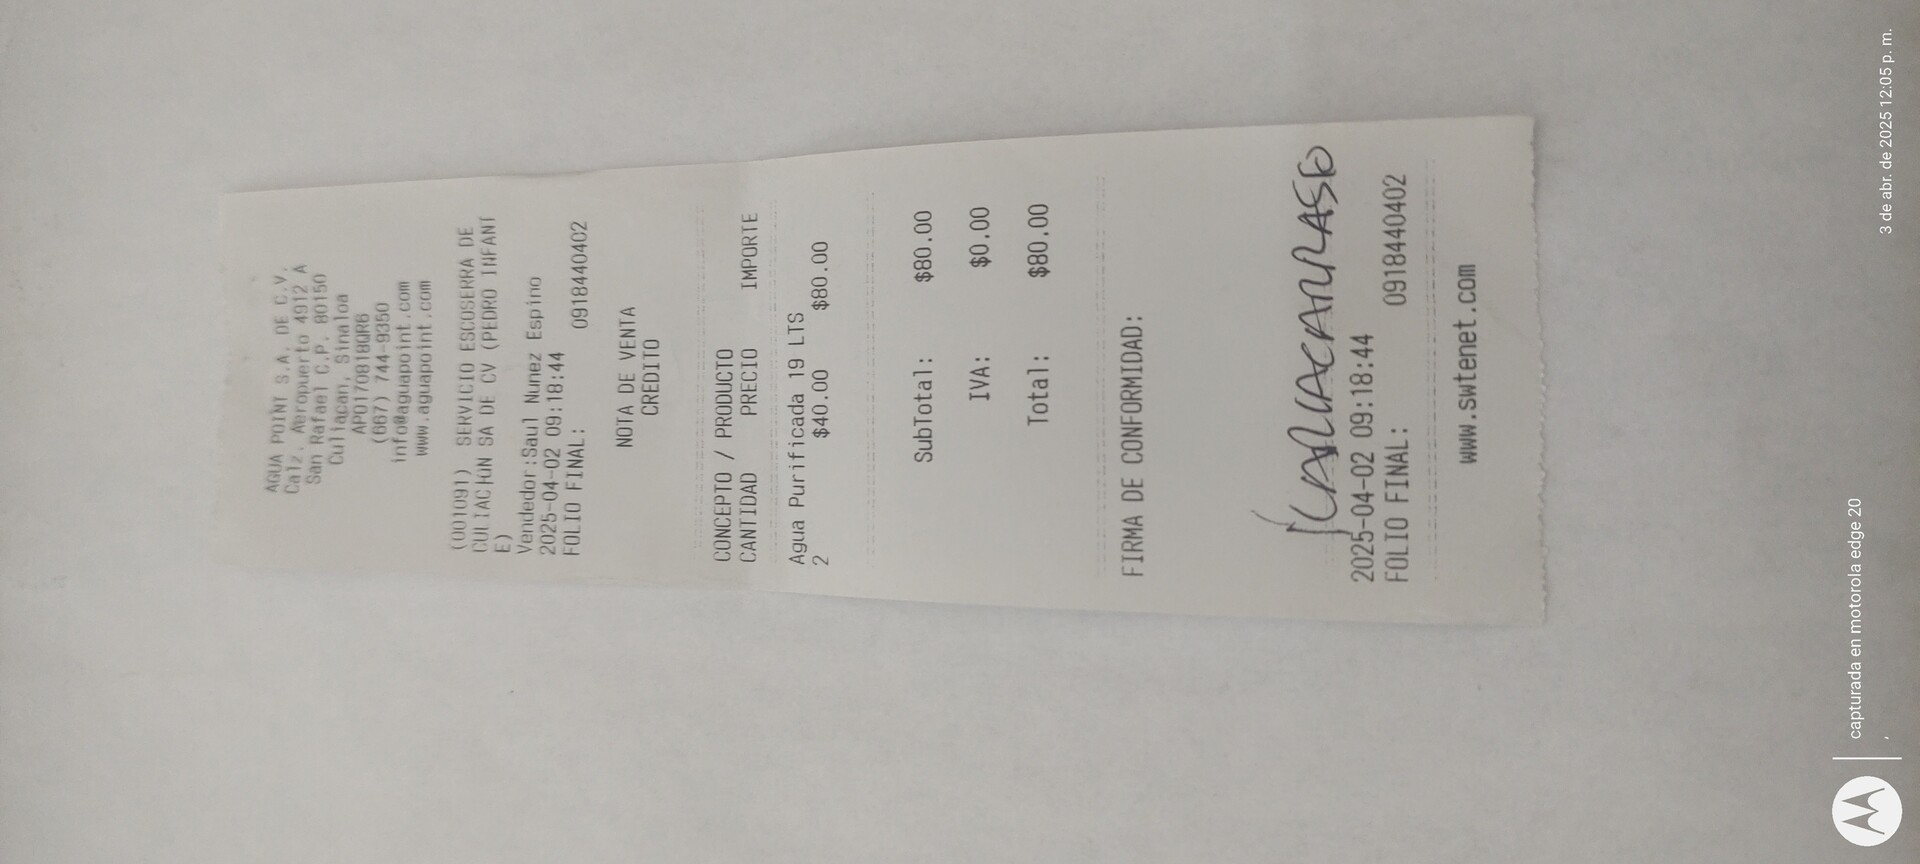 AGUA POINT S.A. DE C.V.
Calz. Aeropuerto 4912 A
San Rafael C.P. 80150
Culiacan, Sinaloa
APO170818QR6
(667) 744-9350
info@aguapoint.com
www.aguapoint.com
(001091) SERVICIO ESCOSERRA DE
CULIACHÚN SA DE CV (PEDRO INFANT
E)
Vendedor:Saul Nunez Espino
2025-04-02 09:18:44
FOLIO FINAL: 0918440402
NOTA DE VENTA
CREDITO
CONCEPTO / PRODUCTO
CANTIDAD PRECIO IMPORTE
Agua Purificada 19 LTS
2 $40.00 $80.00
SubTotal: $80.00
IVA: $0.00
Total: $80.00
FIRMA DE CONFORMIDAD:
2025-04-02 09:18:44
FOLIO FINAL: 0918440402
www.swtenet.com
capturada en motorola edge 20
3 de abr. de 2025 12:05 p. m.